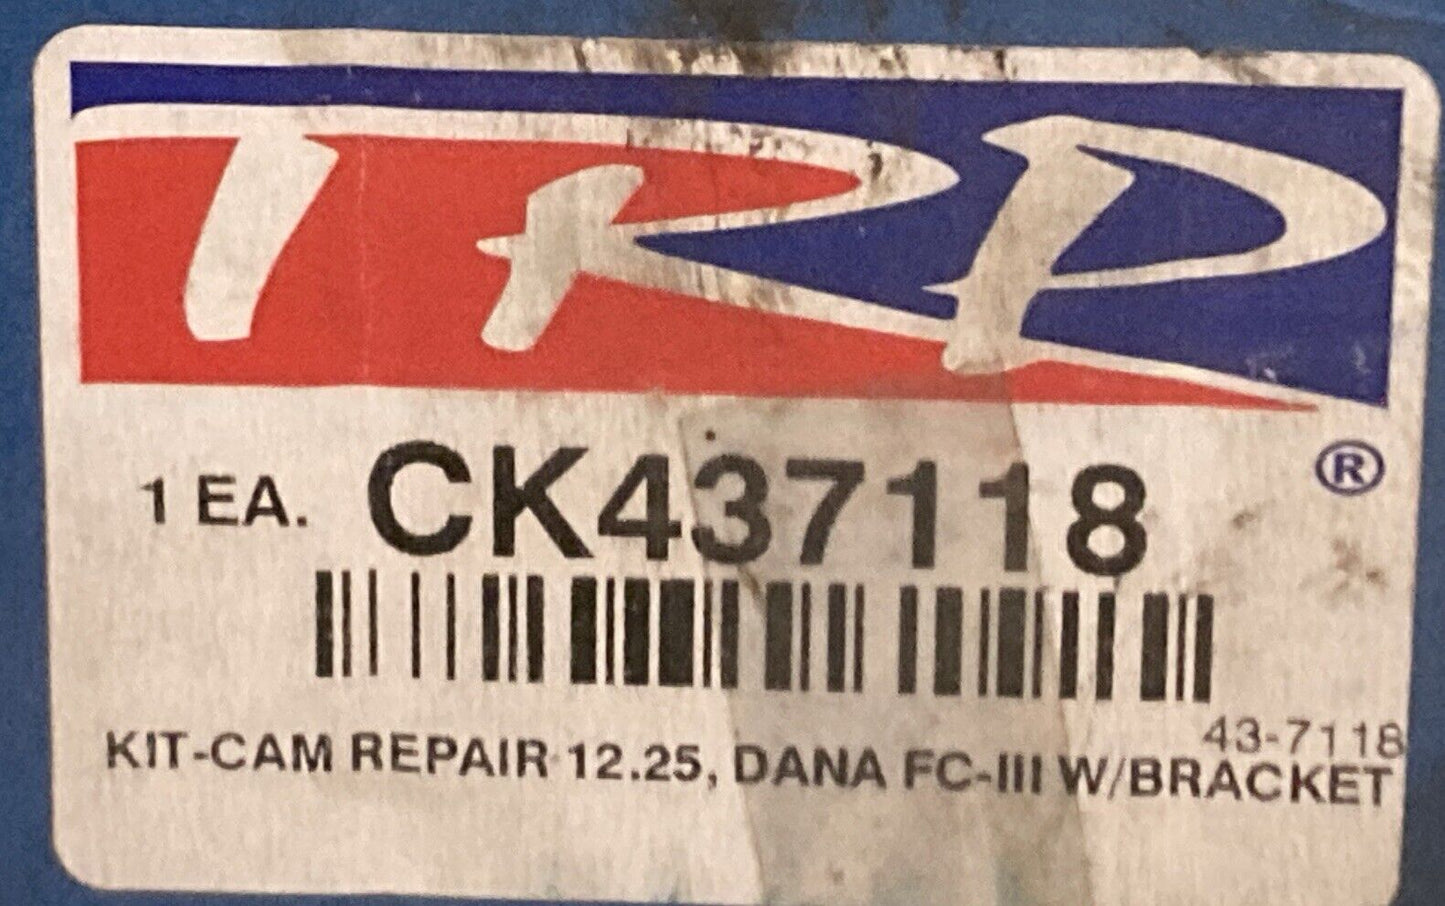 TRP
®
1 EA. CK437118
43-7118
KIT-CAM REPAIR 12.25, DANA FC-III W/BRACKET